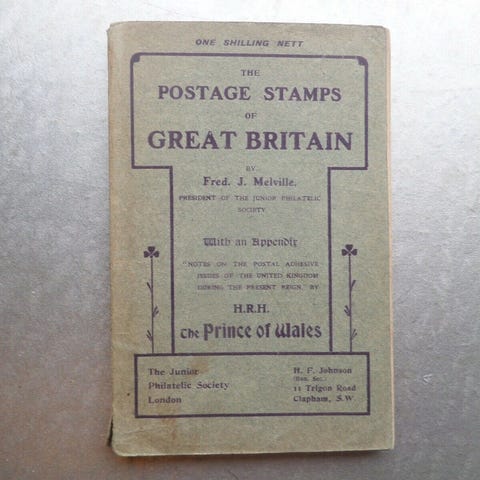 ONE SHILLING NETT
THE
POSTAGE STAMPS
OF
GREAT BRITAIN
BY
Fred. J. Melville.
PRESIDENT OF THE JUNIOR PHILATELIC
SOCIETY
With an Appendix
"NOTES ON THE POSTAL ADHESIVE
ISSUES OF THE UNITED KINGDOM
DURING THE PRESENT REIGN, BY
H.R.H.
The Prince of Wales
The Junior
Philatelic Society
London
H. F. Johnson
(Hon. Sec.)
11 Trigon Road
Clapham, S.W